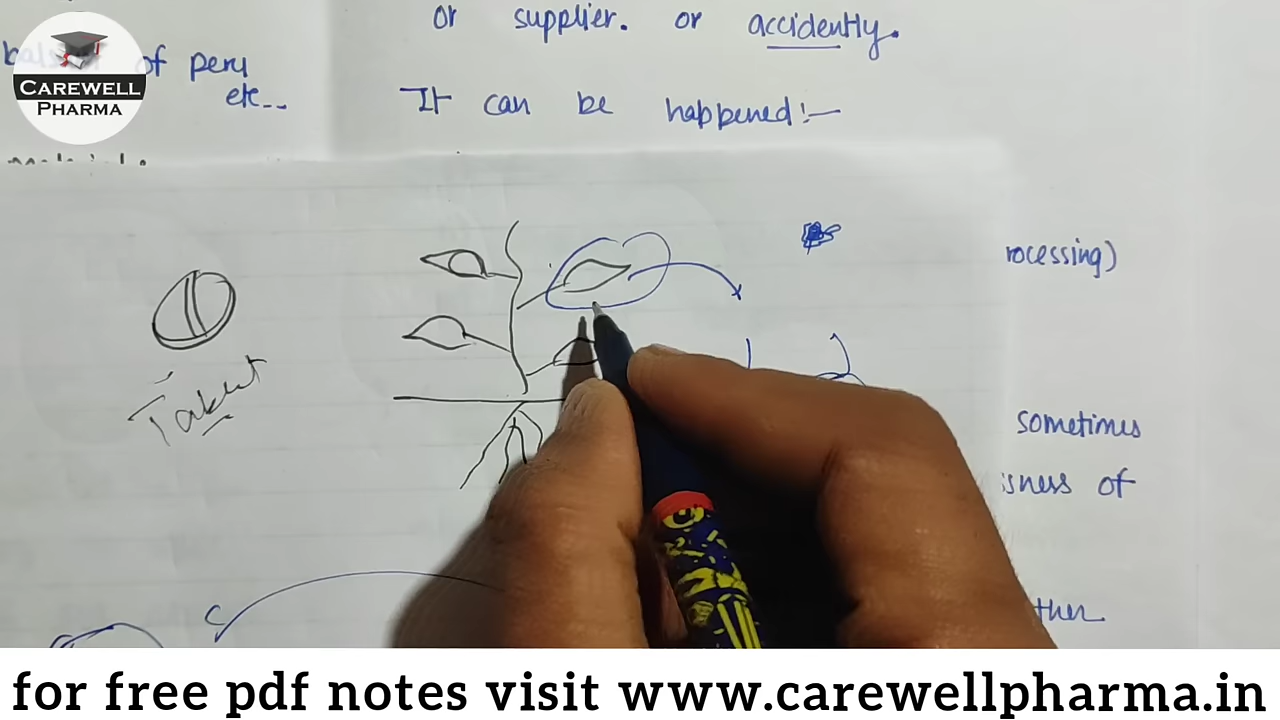 or supplier. or accidently.
of peru
etc--
It can be happened:-
CAREWELL
PHARMA
rocessing)
Tablet
sometimes
sness of
ther
for free pdf notes visit www.carewellpharma.in